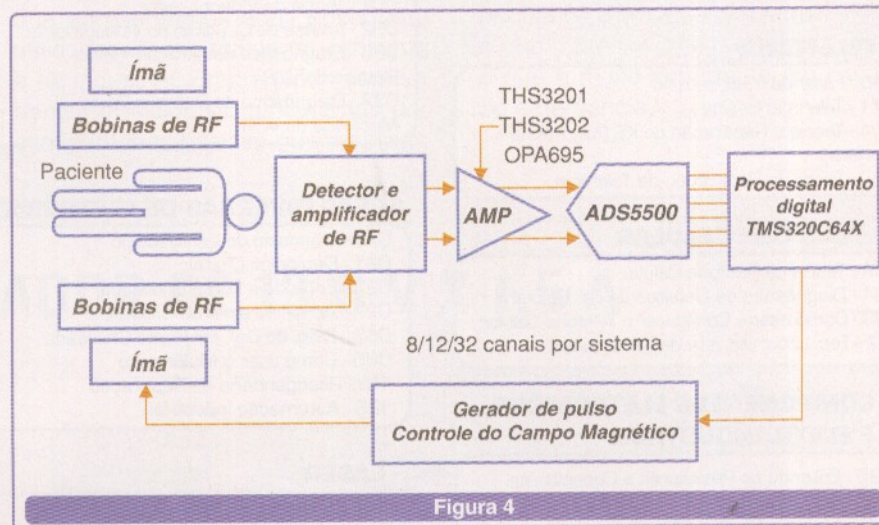 Ímã
Bobinas de RF
Paciente
Bobinas de RF
Ímã
Detector e
amplificador
de RF
THS3201
THS3202
OPA695
AMP
ADS5500
Processamento
digital
TMS320C64X
8/12/32 canais por sistema
Gerador de pulso
Controle do Campo Magnético
Figura 4